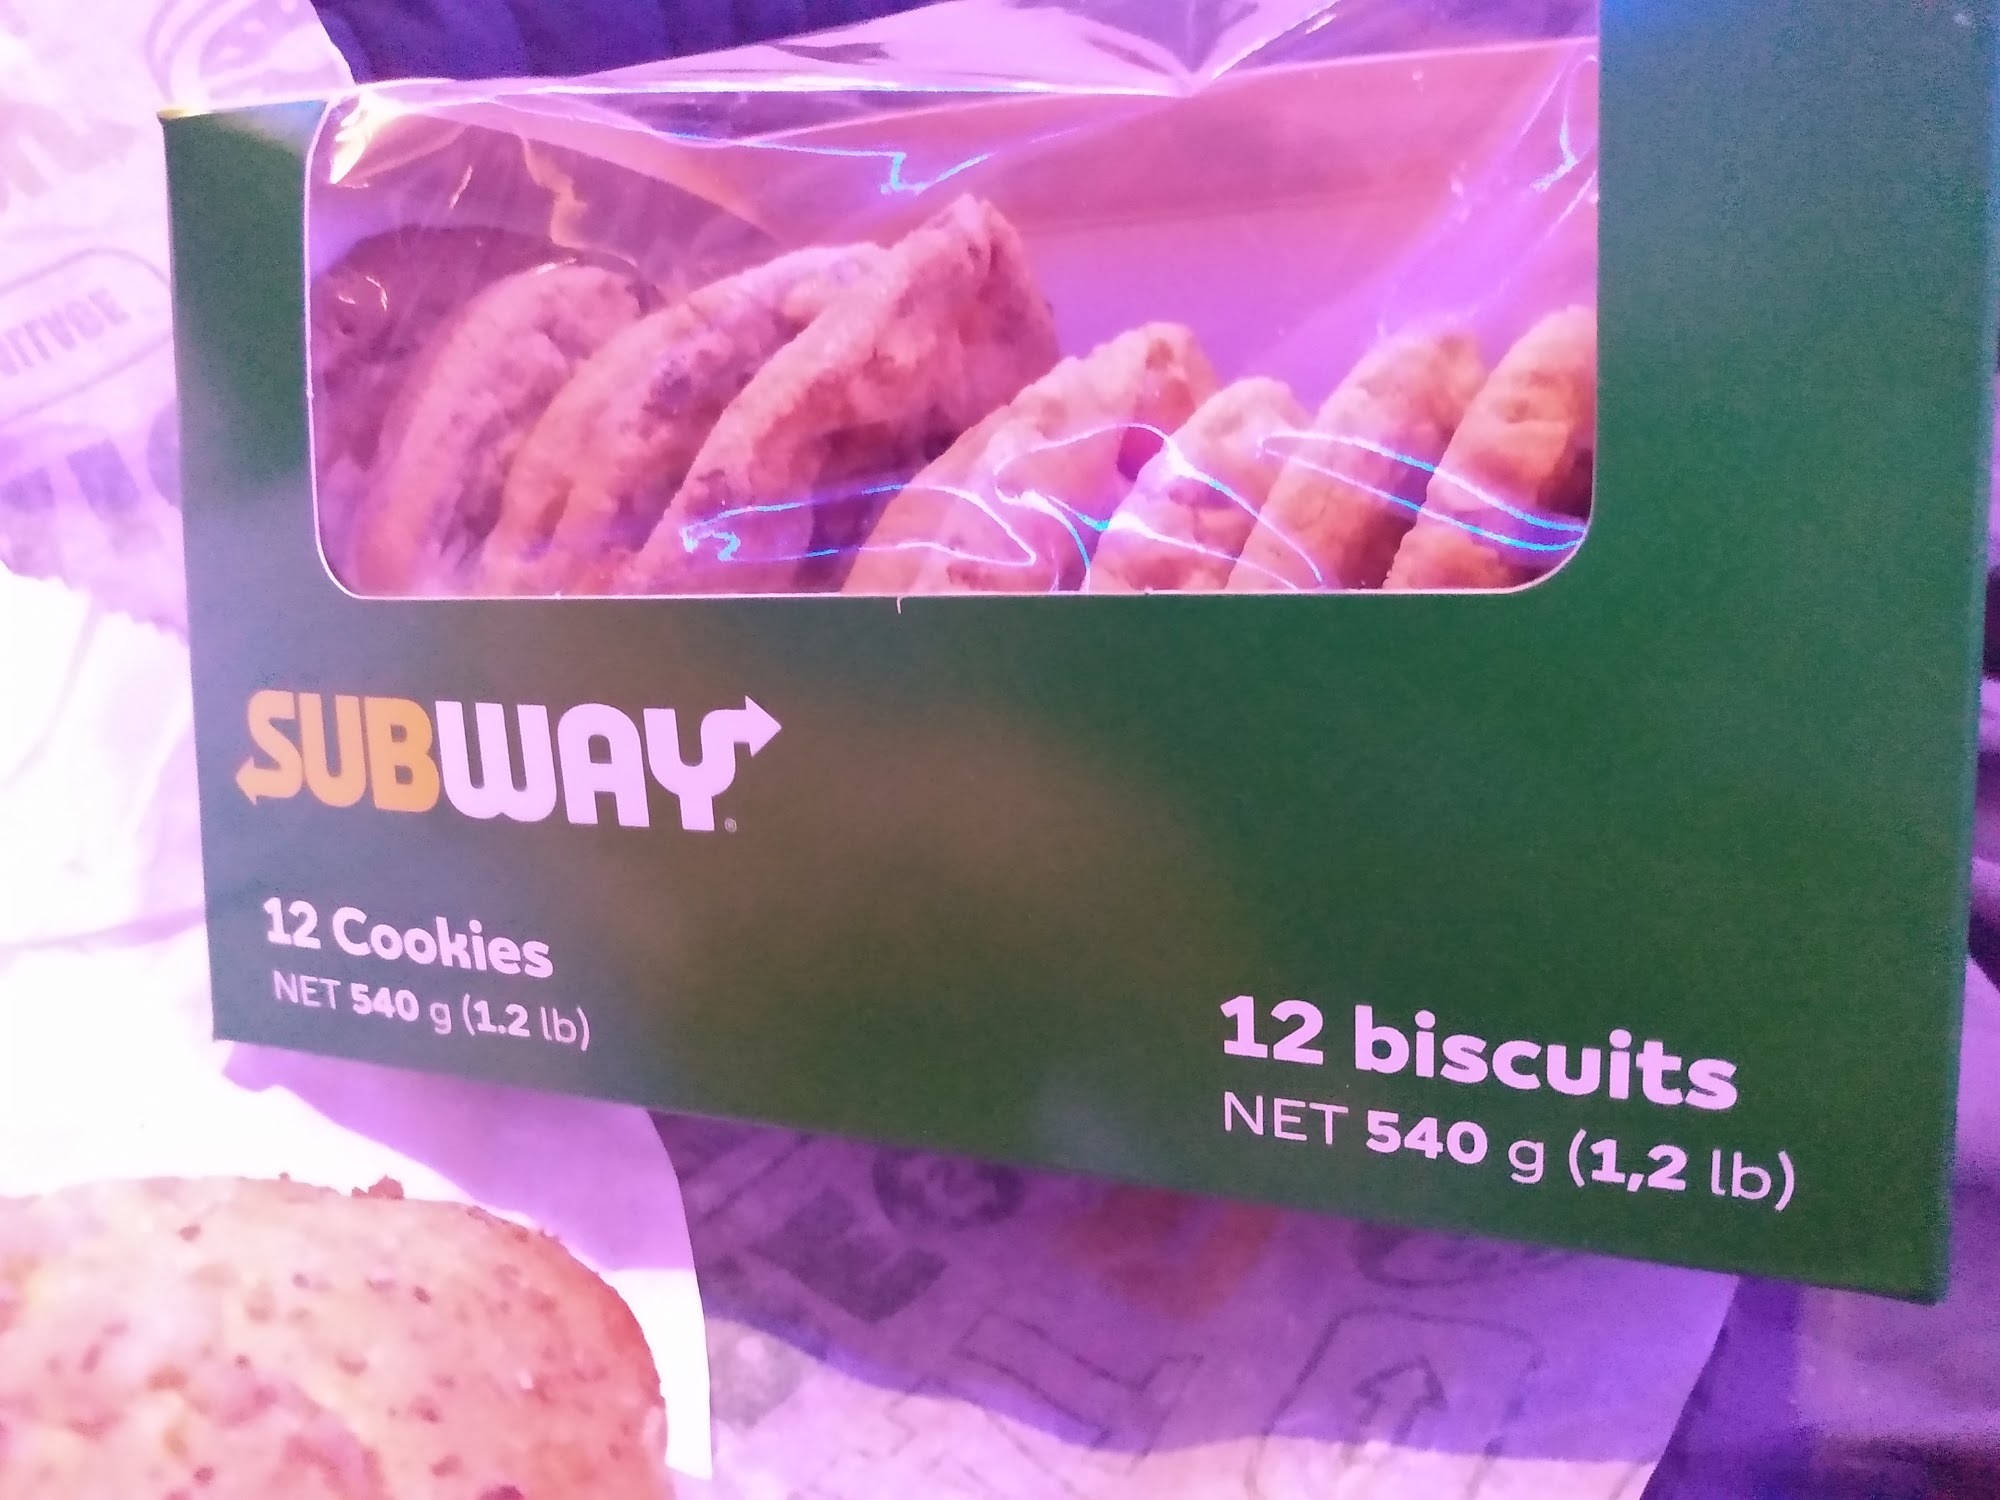 SUBWAY®
12 Cookies
NET 540 g (1.2 lb)
12 biscuits
NET 540 g (1,2 lb)